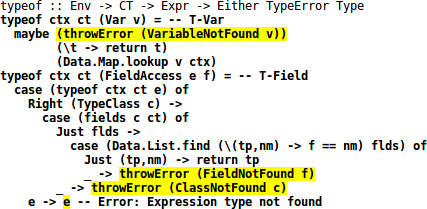 typeof :: Env -> CT -> Expr -> Either TypeError Type
typeof ctx ct (Var v) = -- T-Var
  maybe (throwError (VariableNotFound v))
        (\t -> return t)
        (Data.Map.lookup v ctx)
typeof ctx ct (FieldAccess e f) = -- T-Field
  case (typeof ctx ct e) of
    Right (TypeClass c) ->
      case (fields c ct) of
        Just flds ->
          case (Data.List.find (\(tp,nm) -> f == nm) flds) of
            Just (tp,nm) -> return tp
            _ -> throwError (FieldNotFound f)
        _ -> throwError (ClassNotFound c)
    e -> e -- Error: Expression type not found